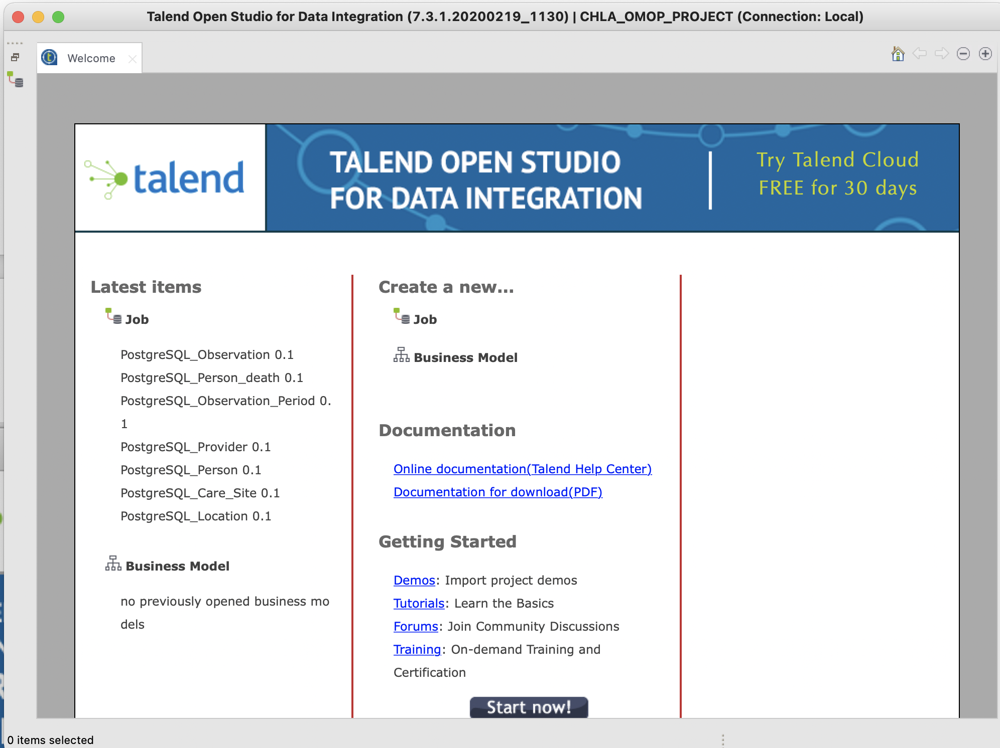 Talend Open Studio for Data Integration (7.3.1.20200219_1130) | CHLA_OMOP_PROJECT (Connection: Local)
Welcome
talend
TALEND OPEN STUDIO
FOR DATA INTEGRATION
Try Talend Cloud
FREE for 30 days
Latest items
Job
PostgreSQL_Observation 0.1
PostgreSQL_Person_death 0.1
PostgreSQL_Observation_Period 0.
1
PostgreSQL_Provider 0.1
PostgreSQL_Person 0.1
PostgreSQL_Care_Site 0.1
PostgreSQL_Location 0.1
Business Model
no previously opened business mo
dels
Create a new...
Job
Business Model
Documentation
Online documentation(Talend Help Center)
Documentation for download(PDF)
Getting Started
Demos: Import project demos
Tutorials: Learn the Basics
Forums: Join Community Discussions
Training: On-demand Training and
Certification
Start now!
0 items selected